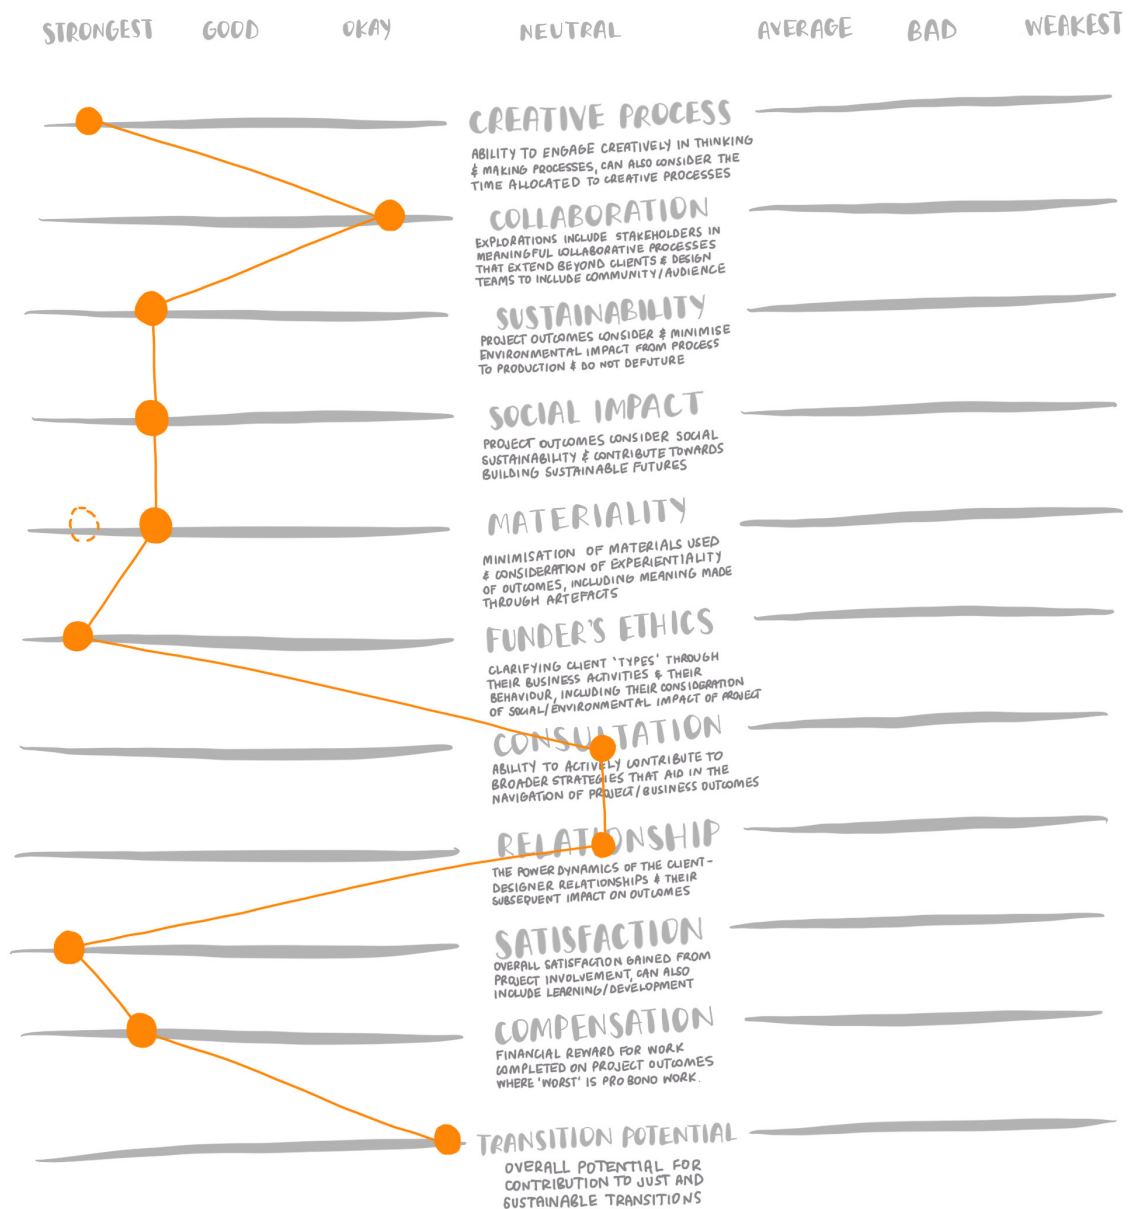 STRONGEST GOOD OKAY NEUTRAL AVERAGE BAD WEAKEST
CREATIVE PROCESS
ABILITY TO ENGAGE CREATIVELY IN THINKING
& MAKING PROCESSES, CAN ALSO CONSIDER THE
TIME ALLOCATED TO CREATIVE PROCESSES
COLLABORATION
EXPLORATIONS INCLUDE STAKEHOLDERS IN
MEANINGFUL COLLABORATIVE PROCESSES
THAT EXTEND BEYOND CLIENTS & DESIGN
TEAMS TO INCLUDE COMMUNITY/AUDIENCE
SUSTAINABILITY
PROJECT OUTCOMES CONSIDER & MINIMISE
ENVIRONMENTAL IMPACT FROM PROCESS
TO PRODUCTION & DO NOT DEFUTURE
SOCIAL IMPACT
PROJECT OUTCOMES CONSIDER SOCIAL
SUSTAINABILITY & CONTRIBUTE TOWARDS
BUILDING SUSTAINABLE FUTURES
MATERIALITY
MINIMISATION OF MATERIALS USED
& CONSIDERATION OF EXPERIENTIALITY
OF OUTCOMES, INCLUDING MEANING MADE
THROUGH ARTEFACTS
FUNDER'S ETHICS
CLARIFYING CLIENT 'TYPES' THROUGH
THEIR BUSINESS ACTIVITIES & THEIR
BEHAVIOUR, INCLUDING THEIR CONSIDERATION
OF SOCIAL/ENVIRONMENTAL IMPACT OF PROJECT
CONSULTATION
ABILITY TO ACTIVELY CONTRIBUTE TO
BROADER STRATEGIES THAT AID IN THE
NAVIGATION OF PROJECT/BUSINESS OUTCOMES
RELATIONSHIP
THE POWER DYNAMICS OF THE CLIENT-
DESIGNER RELATIONSHIPS & THEIR
SUBSEQUENT IMPACT ON OUTCOMES
SATISFACTION
OVERALL SATISFACTION GAINED FROM
PROJECT INVOLVEMENT, CAN ALSO
INCLUDE LEARNING/DEVELOPMENT
COMPENSATION
FINANCIAL REWARD FOR WORK
COMPLETED ON PROJECT OUTCOMES
WHERE 'WORST' IS PRO BONO WORK.
TRANSITION POTENTIAL
OVERALL POTENTIAL FOR
CONTRIBUTION TO JUST AND
SUSTAINABLE TRANSITIONS